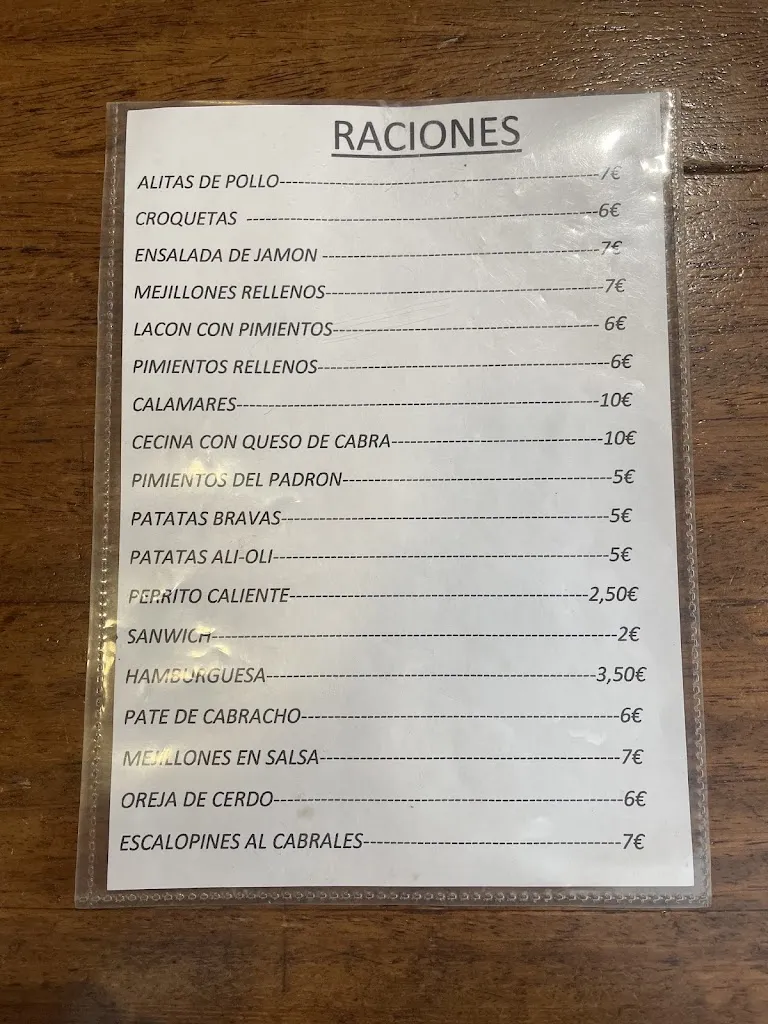 RACIONES
ALITAS DE POLLO---------------------------------------------------------7€
CROQUETAS --------------------------------------------------------------6€
ENSALADA DE JAMON --------------------------------------------------7€
MEJILLONES RELLENOS--------------------------------------------------7€
LACON CON PIMIENTOS------------------------------------------------ 6€
PIMIENTOS RELLENOS----------------------------------------------------6€
CALAMARES----------------------------------------------------------------10€
CECINA CON QUESO DE CABRA--------------------------------------10€
PIMIENTOS DEL PADRON------------------------------------------------5€
PATATAS BRAVAS----------------------------------------------------------5€
PATATAS ALI-OLI-----------------------------------------------------------5€
PERRITO CALIENTE-----------------------------------------------------2,50€
SANWICH----------------------------------------------------------------------2€
HAMBURGUESA---------------------------------------------------------3,50€
PATE DE CABRACHO-------------------------------------------------------6€
MEJILLONES EN SALSA----------------------------------------------------7€
OREJA DE CERDO------------------------------------------------------------6€
ESCALOPINES AL CABRALES---------------------------------------------7€